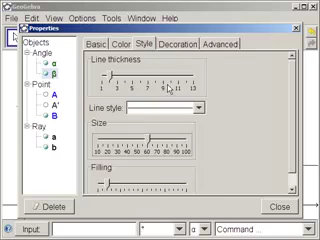 GeoGebra
File Edit View Options Tools Window Help
Properties
Objects
Angle
α
β
Point
A
A'
B
Ray
a
b
Basic Color Style Decoration Advanced
Line thickness
1 3 5 7 9 11 13
Line style:
Size
10 20 30 40 50 60 70 80 90 100
Filling
Delete
Close
Input:
α
Command ...